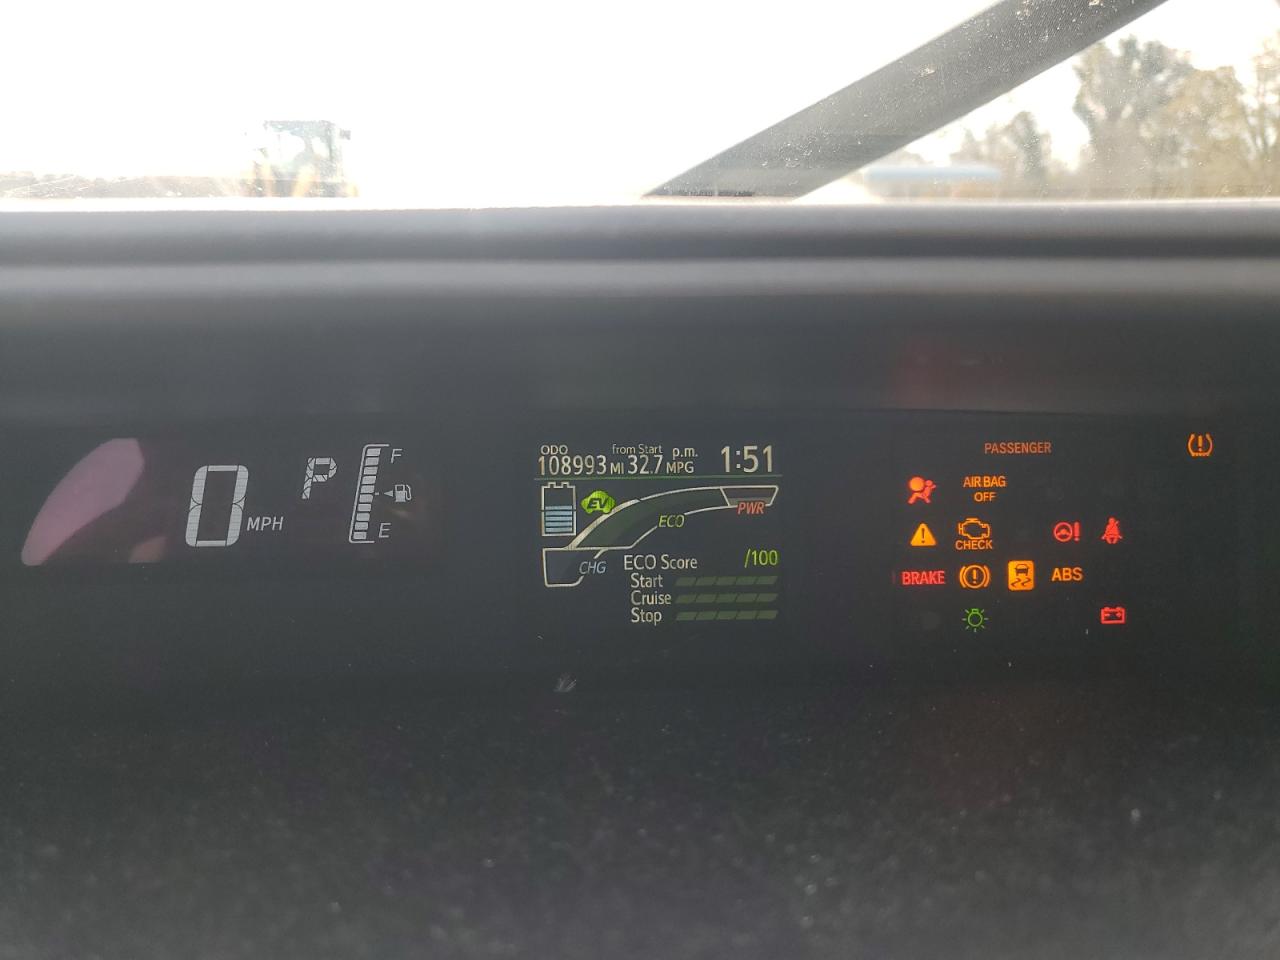 0 MPH
P
F
E
ODO from Start p.m. 1:51
108993 MI 32.7 MPG
EV
PWR
ECO
CHG
ECO Score /100
Start
Cruise
Stop
PASSENGER
AIR BAG
OFF
CHECK
BRAKE
ABS